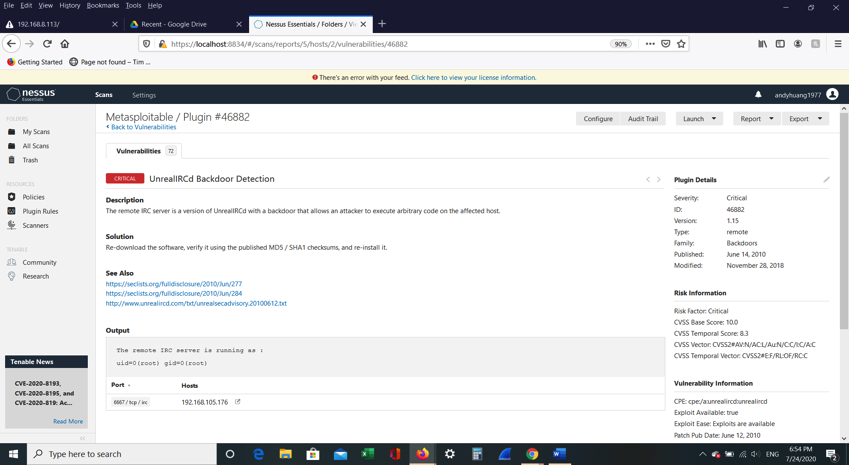 File Edit View History Bookmarks Tools Help
192.168.8.113/
Recent - Google Drive
Nessus Essentials / Folders / Vie
https://localhost:8834/#/scans/reports/5/hosts/2/vulnerabilities/46882
90%
Getting Started
Page not found – Tim ...
There's an error with your feed. Click here to view your license information.
nessus
Essentials
Scans
Settings
andyhuang1977
FOLDERS
My Scans
All Scans
Trash
RESOURCES
Policies
Plugin Rules
Scanners
TENABLE
Community
Research
Tenable News
CVE-2020-8193,
CVE-2020-8195, and
CVE-2020-819: Ac...
Read More
Metasploitable / Plugin #46882
Back to Vulnerabilities
Configure
Audit Trail
Launch
Report
Export
Vulnerabilities 72
CRITICAL
UnrealIRCd Backdoor Detection
Description
The remote IRC server is a version of UnrealIRCd with a backdoor that allows an attacker to execute arbitrary code on the affected host.
Solution
Re-download the software, verify it using the published MD5 / SHA1 checksums, and re-install it.
See Also
https://seclists.org/fulldisclosure/2010/Jun/277
https://seclists.org/fulldisclosure/2010/Jun/284
http://www.unrealircd.com/txt/unrealsecadvisory.20100612.txt
Output
The remote IRC server is running as :
uid=0(root) gid=0(root)
Port Hosts
6667 / tcp / irc 192.168.105.176
Plugin Details
Severity: Critical
ID: 46882
Version: 1.15
Type: remote
Family: Backdoors
Published: June 14, 2010
Modified: November 28, 2018
Risk Information
Risk Factor: Critical
CVSS Base Score: 10.0
CVSS Temporal Score: 8.3
CVSS Vector: CVSS2#AV:N/AC:L/Au:N/C:C/I:C/A:C
CVSS Temporal Vector: CVSS2#E:F/RL:OF/RC:C
Vulnerability Information
CPE: cpe:/a:unrealircd:unrealircd
Exploit Available: true
Exploit Ease: Exploits are available
Patch Pub Date: June 12, 2010
Type here to search
ENG
6:54 PM
7/24/2020
2